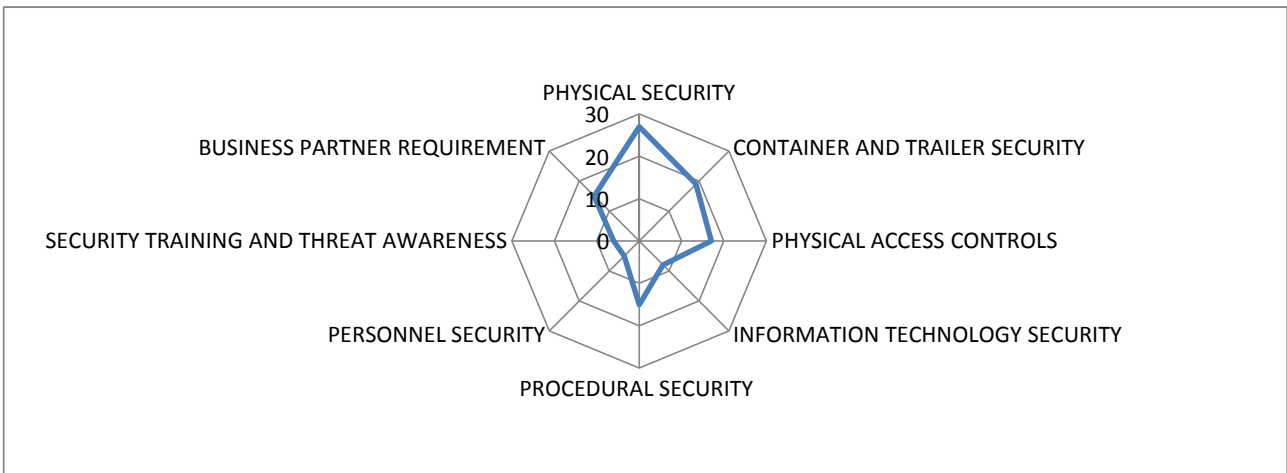 PHYSICAL SECURITY
30
BUSINESS PARTNER REQUIREMENT
CONTAINER AND TRAILER SECURITY
20
10
SECURITY TRAINING AND THREAT AWARENESS
0
PHYSICAL ACCESS CONTROLS
PERSONNEL SECURITY
INFORMATION TECHNOLOGY SECURITY
PROCEDURAL SECURITY